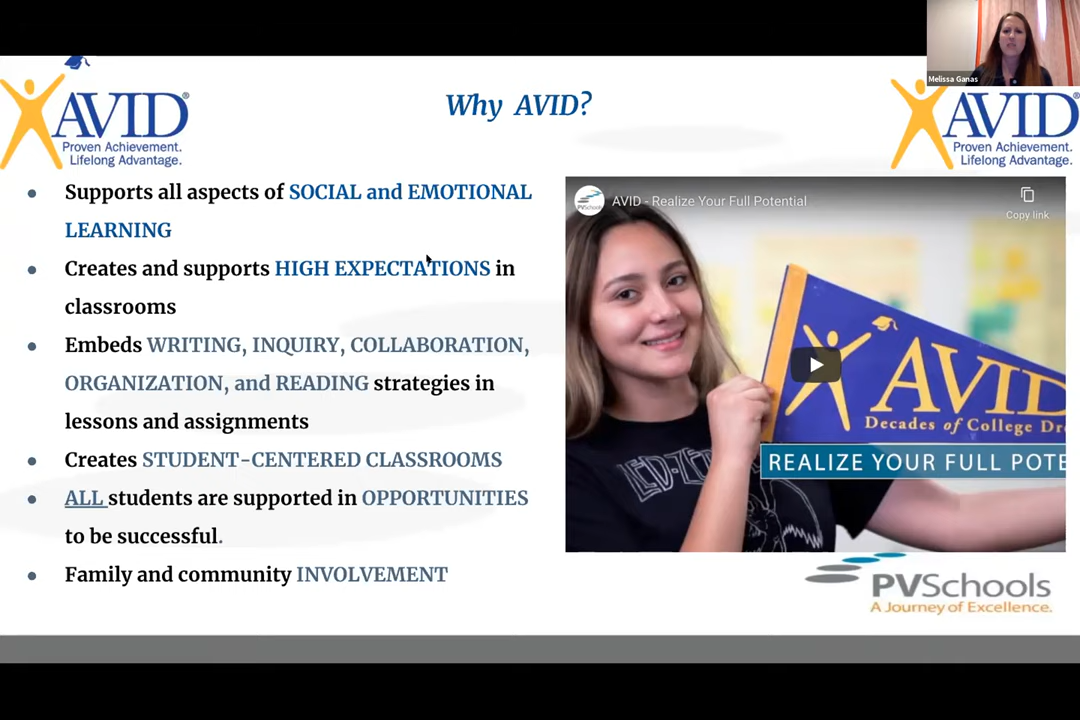 Melissa Ganas
AVID®
Proven Achievement.
Lifelong Advantage.
Why AVID?
AVID®
Proven Achievement.
Lifelong Advantage.
● Supports all aspects of SOCIAL and EMOTIONAL
LEARNING
● Creates and supports HIGH EXPECTATIONS in
classrooms
● Embeds WRITING, INQUIRY, COLLABORATION,
ORGANIZATION, and READING strategies in
lessons and assignments
● Creates STUDENT-CENTERED CLASSROOMS
● ALL students are supported in OPPORTUNITIES
to be successful.
● Family and community INVOLVEMENT
PVSchools
AVID - Realize Your Full Potential
Copy link
AVID
Decades of College Dre
REALIZE YOUR FULL POTE
LED-ZE
PVSchools
A Journey of Excellence.